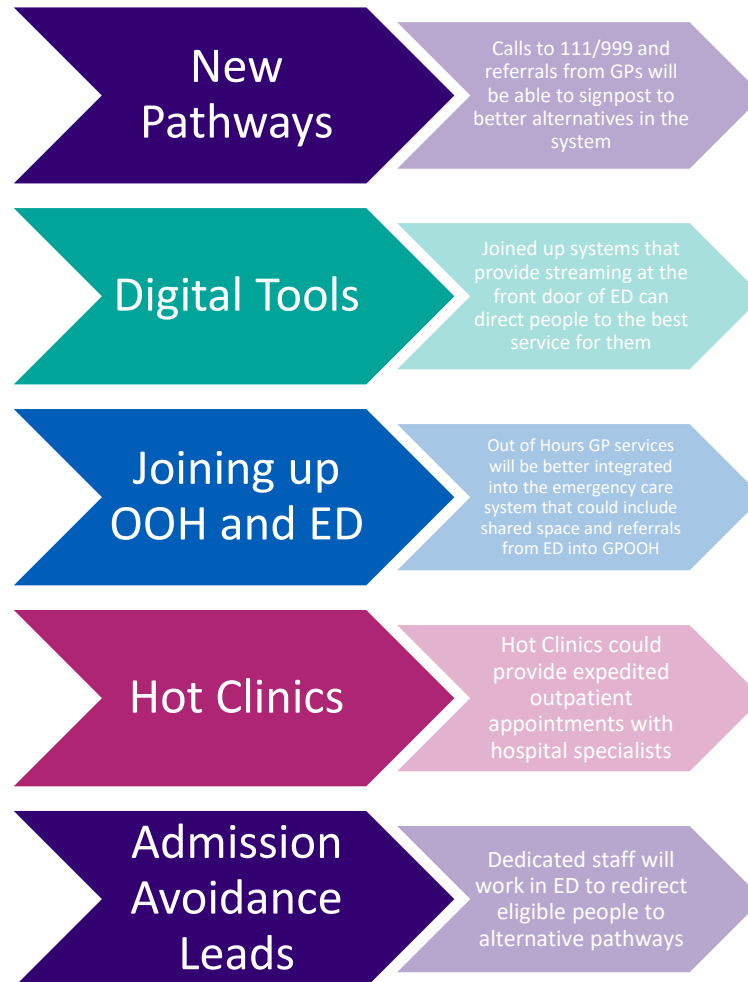 New
Pathways
Calls to 111/999 and
referrals from GPs will
be able to signpost to
better alternatives in the
system
Digital Tools
Joined up systems that
provide streaming at the
front door of ED can
direct people to the best
service for them
Joining up
OOH and ED
Out of Hours GP services
will be better integrated
into the emergency care
system that could include
shared space and referrals
from ED into GPOOH
Hot Clinics
Hot Clinics could
provide expedited
outpatient
appointments with
hospital specialists
Admission
Avoidance
Leads
Dedicated staff will
work in ED to redirect
eligible people to
alternative pathways